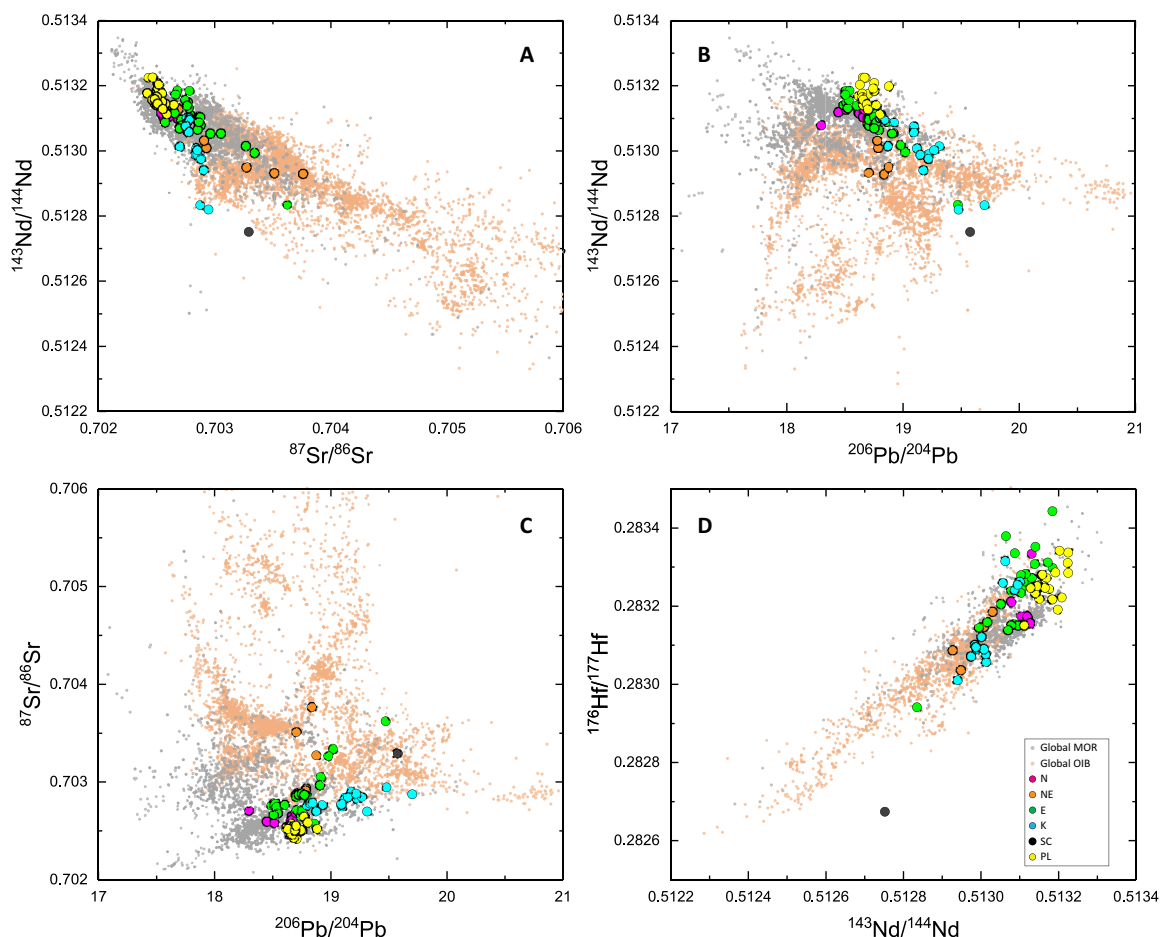 A
0.5134
0.5132
0.5130
0.5128
0.5126
0.5124
0.5122
¹⁴³Nd/¹⁴⁴Nd
0.702
0.703
0.704
0.705
0.706
⁸⁷Sr/⁸⁶Sr
B
0.5134
0.5132
0.5130
0.5128
0.5126
0.5124
0.5122
¹⁴³Nd/¹⁴⁴Nd
17
18
19
20
21
²⁰⁶Pb/²⁰⁴Pb
C
0.706
0.705
0.704
0.703
0.702
⁸⁷Sr/⁸⁶Sr
17
18
19
20
21
²⁰⁶Pb/²⁰⁴Pb
D
0.2834
0.2832
0.2830
0.2828
0.2826
¹⁷⁶Hf/¹⁷⁷Hf
Global MOR
Global OIB
N
NE
E
K
SC
PL
0.5122
0.5124
0.5126
0.5128
0.5130
0.5132
0.5134
¹⁴³Nd/¹⁴⁴Nd